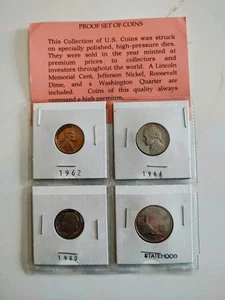 PROOF SET OF COINS
This Collection of U.S. Coins was struck
on specially polished, high-pressure dies. They
were sold in the year minted at
premium prices to collectors and
investors throughout the world. A Lincoln
Memorial Cent, Jefferson Nickel, Roosevelt
Dime, and a Washington Quarter are
included. Coins of this quality always
command a high premium.
1962
1964
1990
STATEHOOD